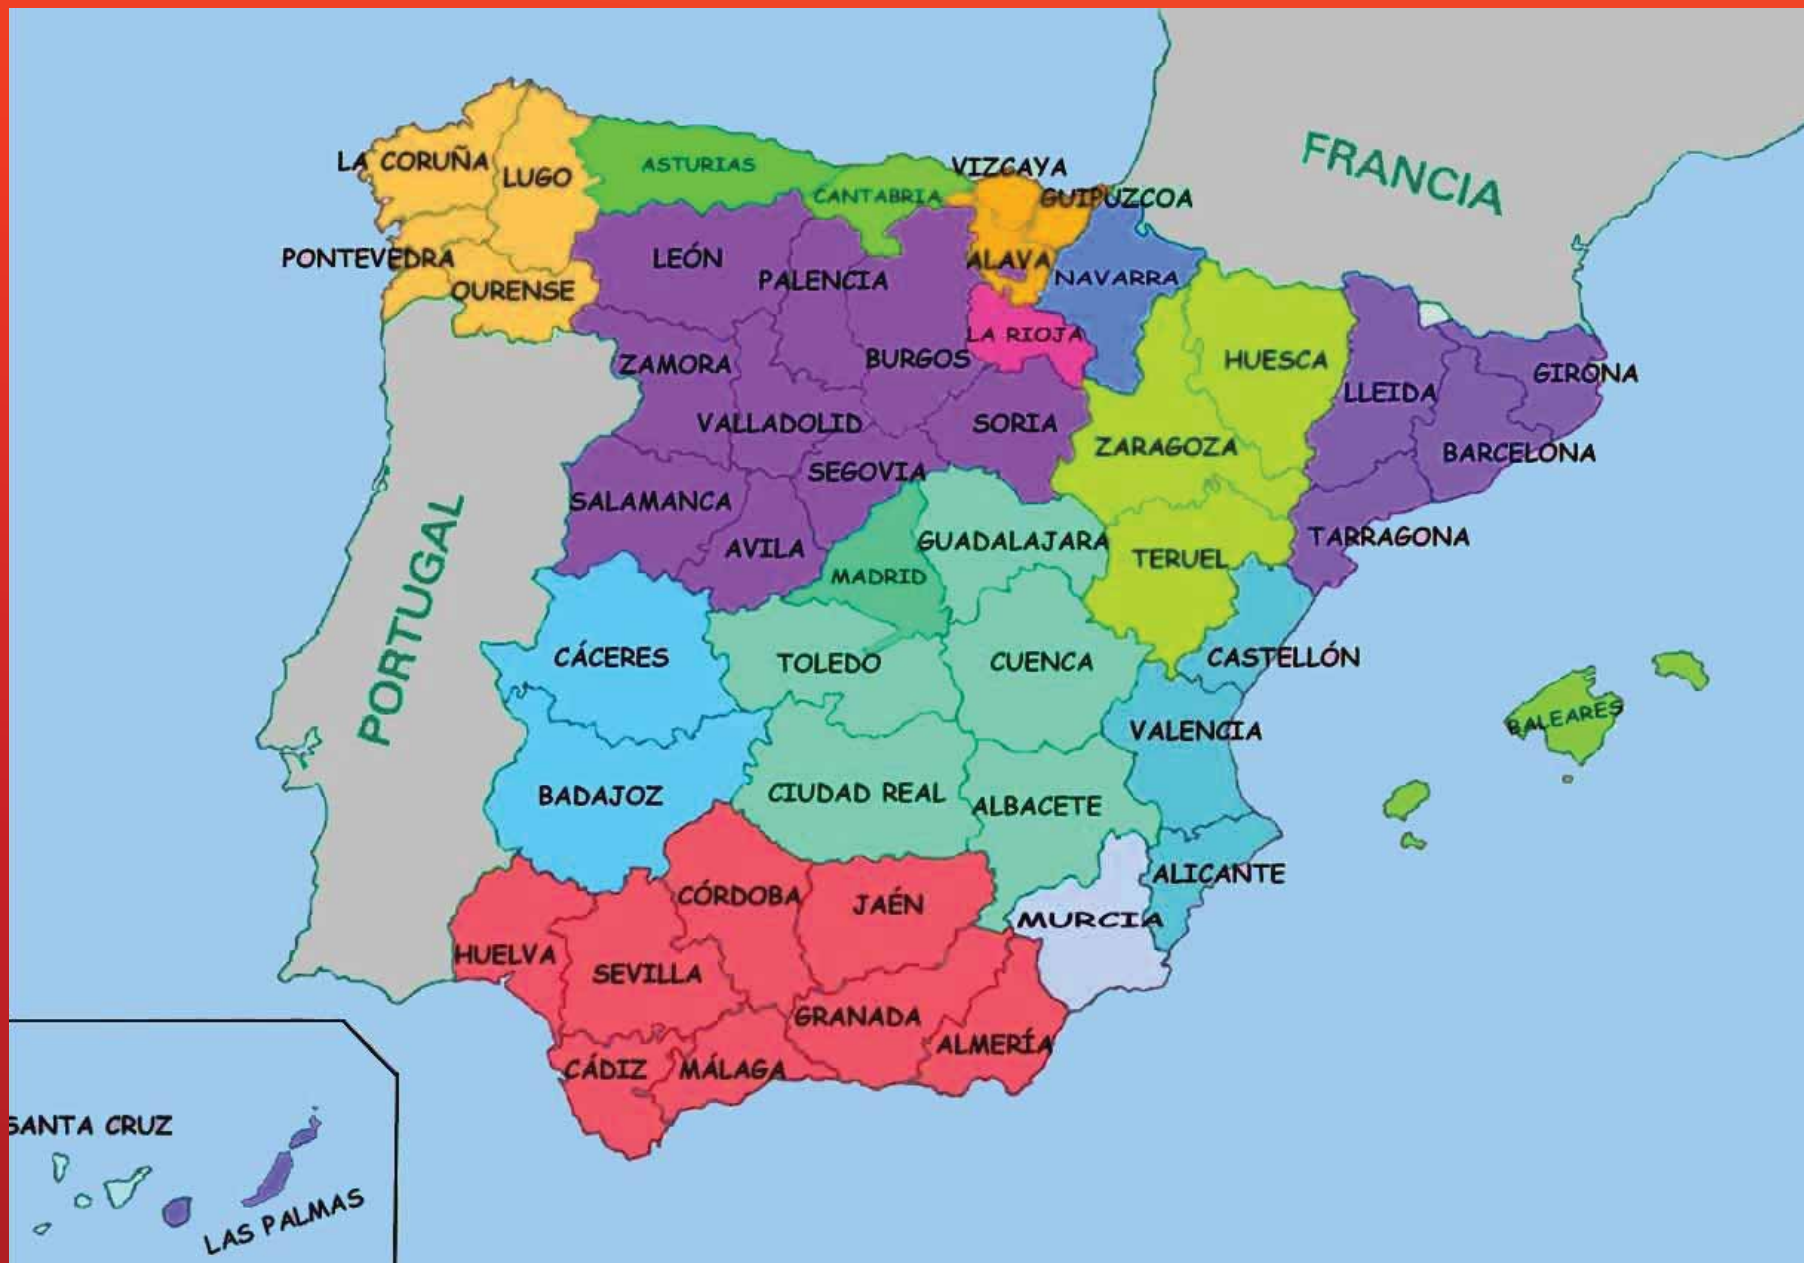 FRANCIA
LA CORUÑA
LUGO
ASTURIAS
CANTABRIA
VIZCAYA
GUIPUZCOA
PONTEVEDRA
OURENSE
LEÓN
PALENCIA
ALAVA
NAVARRA
LA RIOJA
ZAMORA
BURGOS
HUESCA
LLEIDA
GIRONA
VALLADOLID
SORIA
ZARAGOZA
BARCELONA
SEGOVIA
SALAMANCA
AVILA
GUADALAJARA
TERUEL
TARRAGONA
MADRID
PORTUGAL
CÁCERES
TOLEDO
CUENCA
CASTELLÓN
VALENCIA
BALEARES
BADAJOZ
CIUDAD REAL
ALBACETE
ALICANTE
CÓRDOBA
JAÉN
MURCIA
HUELVA
SEVILLA
GRANADA
ALMERÍA
CÁDIZ
MÁLAGA
SANTA CRUZ
LAS PALMAS